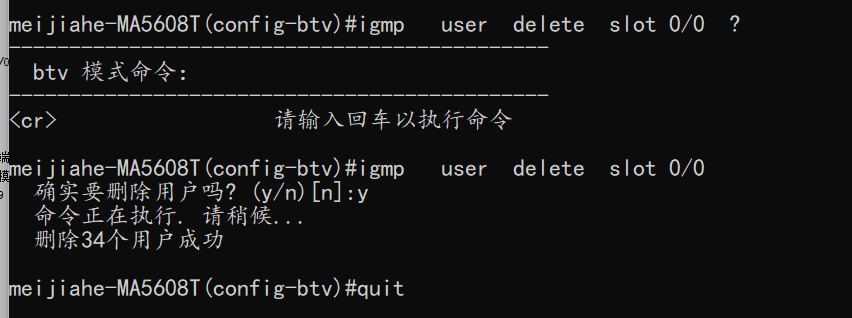 meijiahe-MA5608T(config-btv)#igmp user delete slot 0/0 ?
---------------------------------------------
btv 模式命令:
---------------------------------------------
<cr> 请输入回车以执行命令
meijiahe-MA5608T(config-btv)#igmp user delete slot 0/0
确实要删除用户吗? (y/n)[n]:y
命令正在执行. 请稍候...
删除34个用户成功
meijiahe-MA5608T(config-btv)#quit